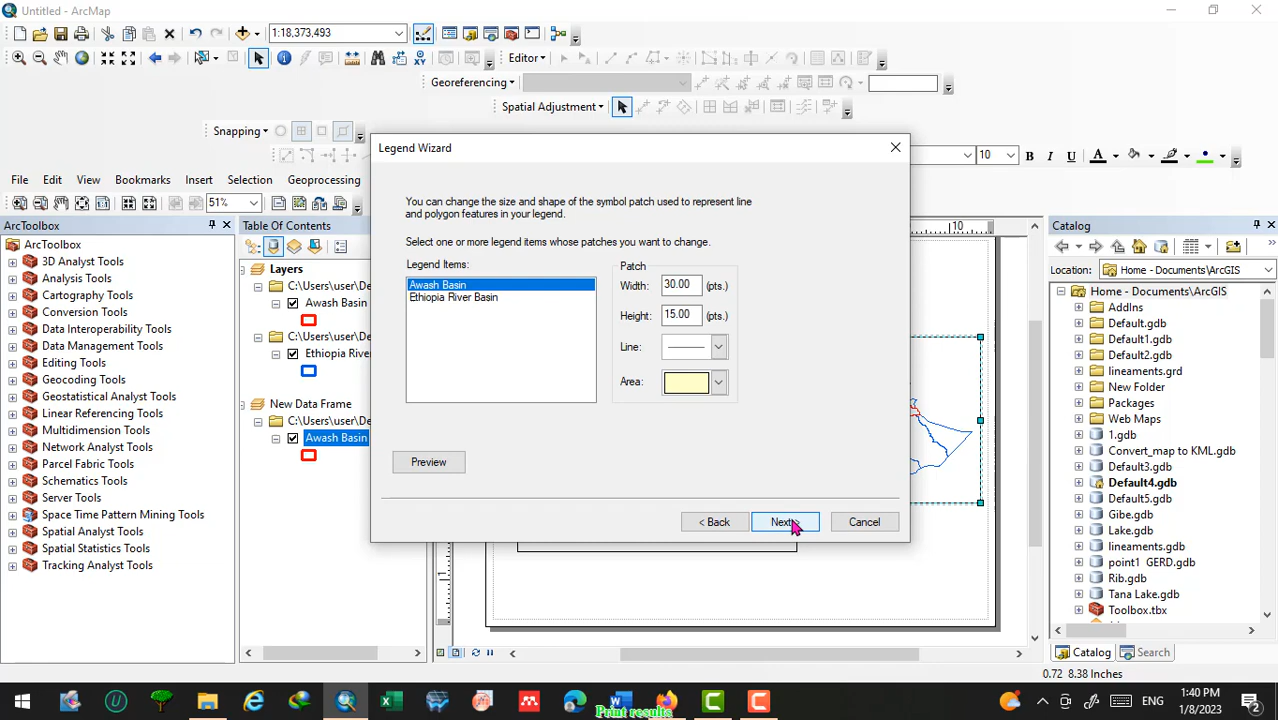 Untitled - ArcMap
1:18,373,493
Editor
Georeferencing
Spatial Adjustment
Snapping
10 B I U A
File Edit View Bookmarks Insert Selection Geoprocessing
51%
ArcToolbox
ArcToolbox
3D Analyst Tools
Analysis Tools
Cartography Tools
Conversion Tools
Data Interoperability Tools
Data Management Tools
Editing Tools
Geocoding Tools
Geostatistical Analyst Tools
Linear Referencing Tools
Multidimension Tools
Network Analyst Tools
Parcel Fabric Tools
Schematics Tools
Server Tools
Space Time Pattern Mining Tools
Spatial Analyst Tools
Spatial Statistics Tools
Tracking Analyst Tools
Table Of Contents
Layers
C:\Users\user\De
Awash Basin
C:\Users\user\De
Ethiopia Rive
New Data Frame
C:\Users\user\De
Awash Basin
Legend Wizard
You can change the size and shape of the symbol patch used to represent line
and polygon features in your legend.
Select one or more legend items whose patches you want to change.
Legend Items:
Awash Basin
Ethiopia River Basin
Patch
Width: 30.00 (pts.)
Height: 15.00 (pts.)
Line:
Area:
Preview
< Back Next > Cancel
10
1
Catalog
Location: Home - Documents\ArcGIS
Home - Documents\ArcGIS
AddIns
Default.gdb
Default1.gdb
Default2.gdb
lineaments.grd
New Folder
Packages
Web Maps
1.gdb
Convert_map to KML.gdb
Default3.gdb
Default4.gdb
Default5.gdb
Gibe.gdb
Lake.gdb
lineaments.gdb
point1 GERD.gdb
Rib.gdb
Tana Lake.gdb
Toolbox.tbx
Catalog Search
0.72 8.38 Inches
Print results
ENG
1:40 PM
1/8/2023
2